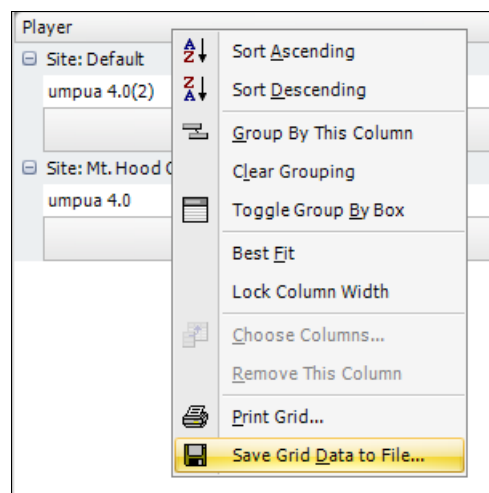 Player
Site: Default
umpua 4.0(2)
Site: Mt. Hood
umpua 4.0
Sort Ascending
Sort Descending
Group By This Column
Clear Grouping
Toggle Group By Box
Best Fit
Lock Column Width
Choose Columns...
Remove This Column
Print Grid...
Save Grid Data to File...